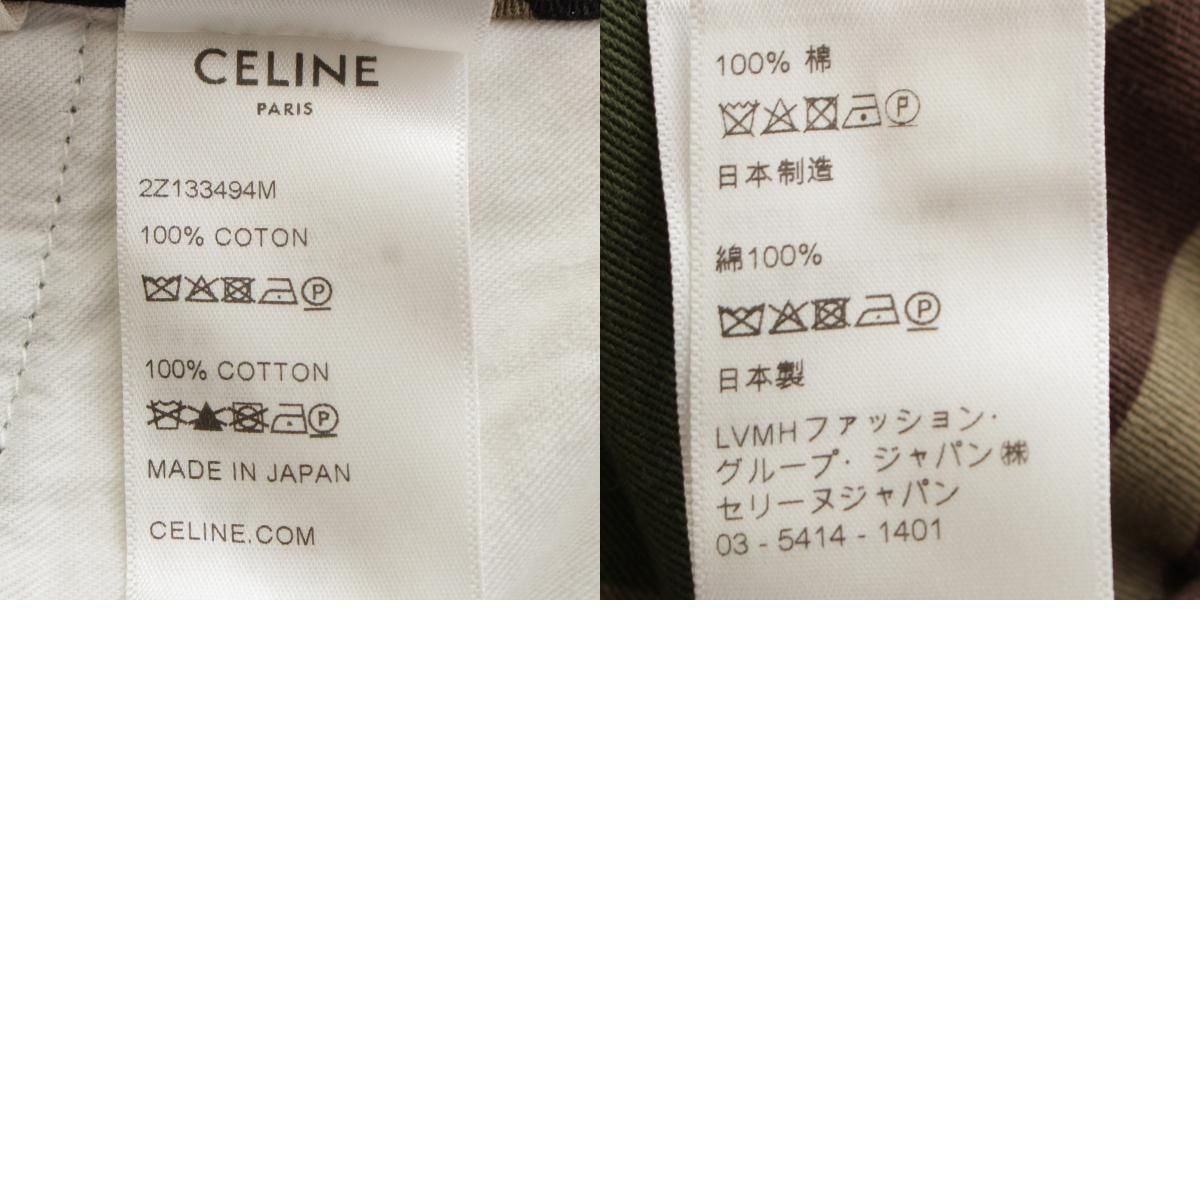 CELINE
PARIS
2Z133494M
100% COTON
P
100% COTTON
P
MADE IN JAPAN
CELINE.COM
100% 棉
P
日本制造
綿100%
P
日本製
LVMHファッション・
グループ・ジャパン㈱
セリーヌジャパン
03 - 5414 - 1401